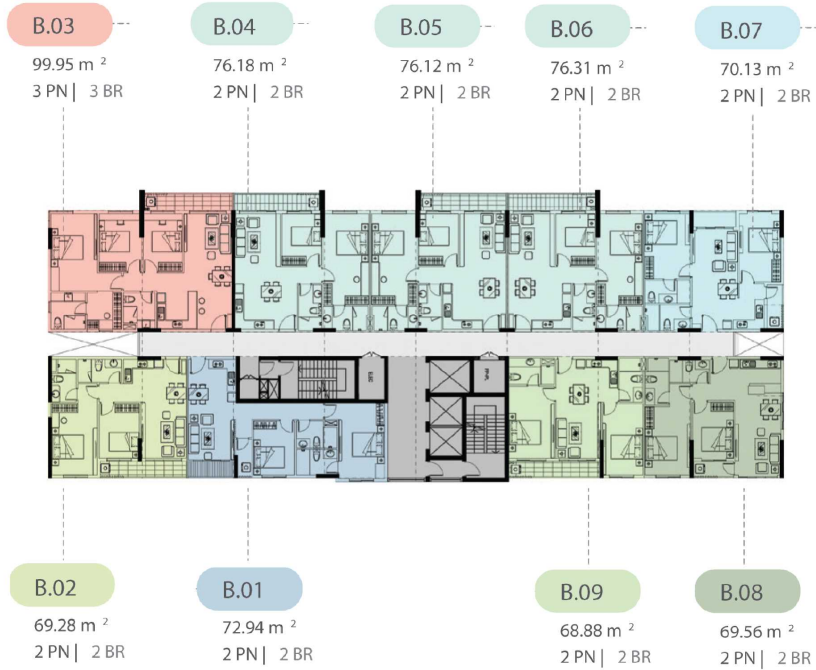 B.03
99.95 m ²
3 PN | 3 BR
B.04
76.18 m ²
2 PN | 2 BR
B.05
76.12 m ²
2 PN | 2 BR
B.06
76.31 m ²
2 PN | 2 BR
B.07
70.13 m ²
2 PN | 2 BR
B.02
69.28 m ²
2 PN | 2 BR
B.01
72.94 m ²
2 PN | 2 BR
B.09
68.88 m ²
2 PN | 2 BR
B.08
69.56 m ²
2 PN | 2 BR